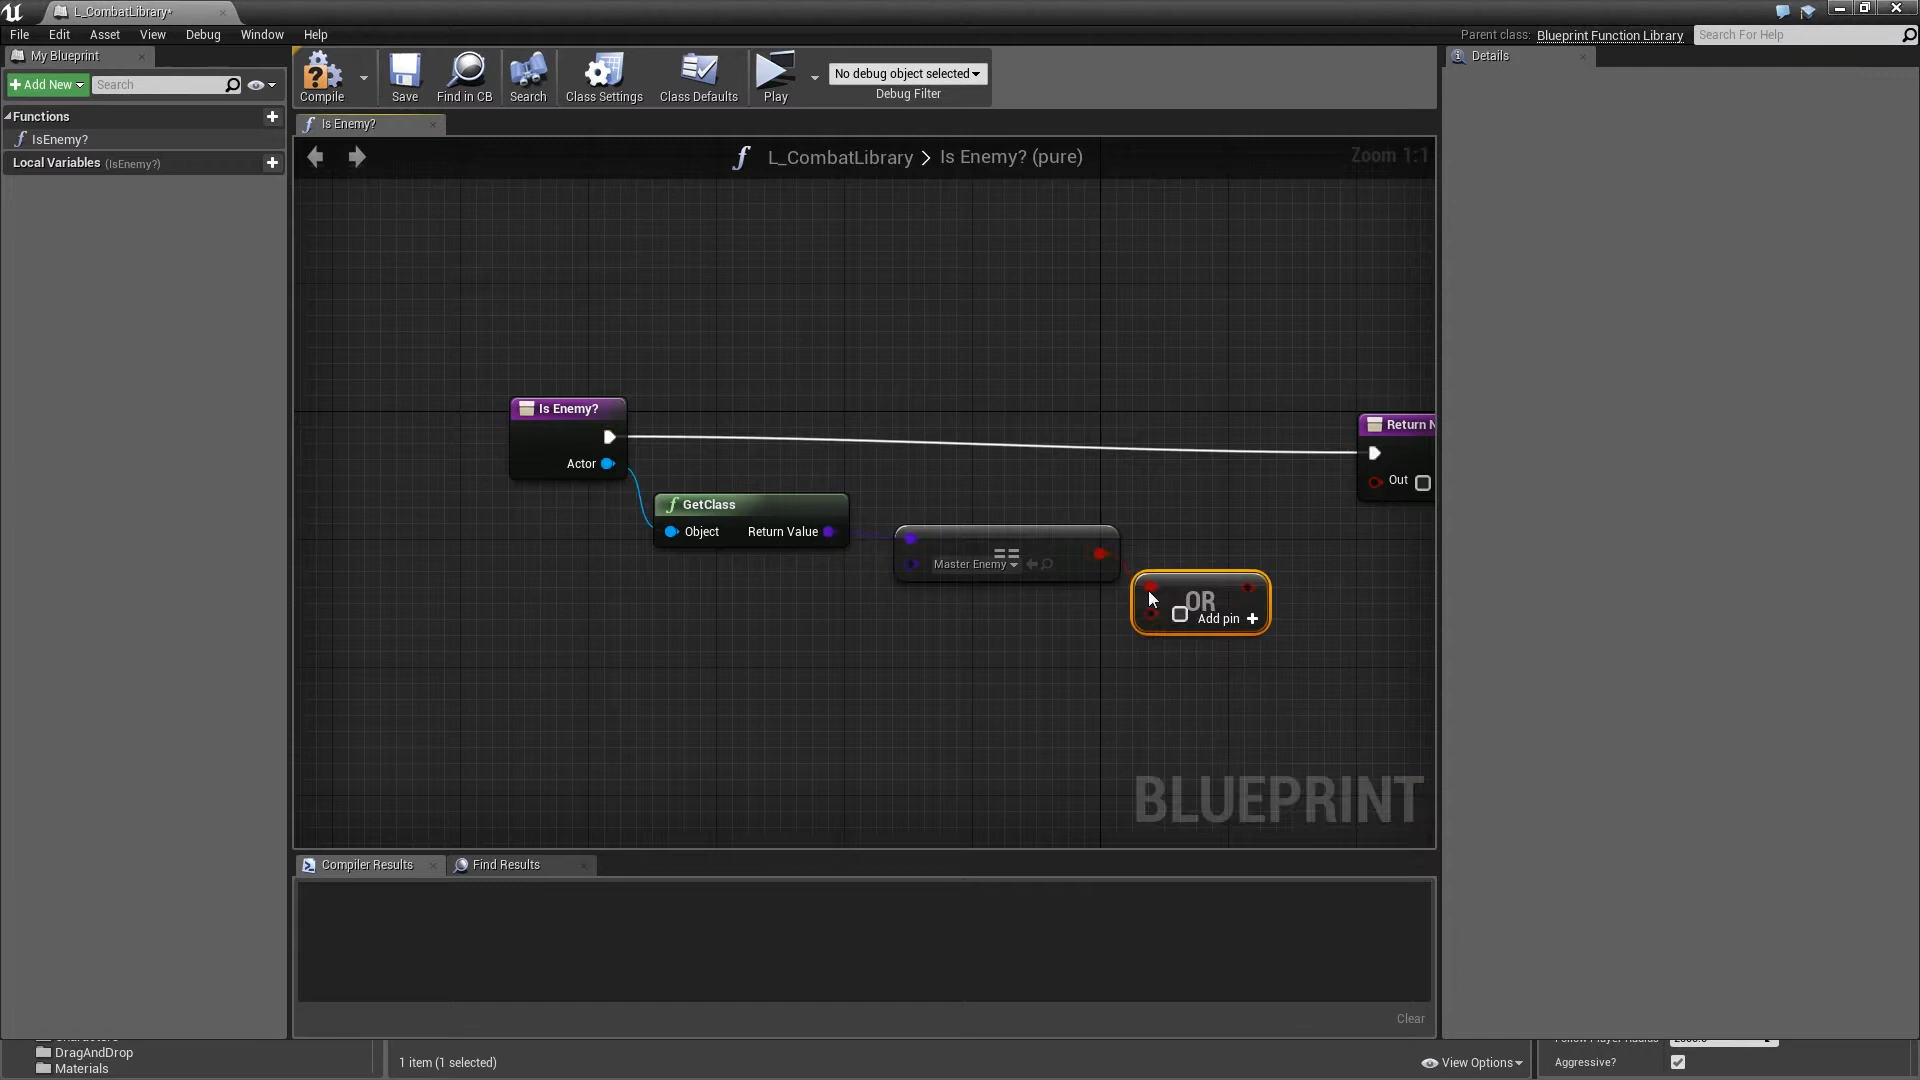 L_CombatLibrary*
File Edit Asset View Debug Window Help
Parent class: Blueprint Function Library
Search For Help
My Blueprint
Details
Add New
Search
Compile
Save
Find in CB
Search
Class Settings
Class Defaults
Play
No debug object selected
Debug Filter
Functions
IsEnemy?
Local Variables (IsEnemy?)
Is Enemy?
L_CombatLibrary > Is Enemy? (pure)
Zoom 1:1
Is Enemy?
Actor
Return N
Out
GetClass
Object Return Value
==
Master Enemy
OR
Add pin
BLUEPRINT
Compiler Results
Find Results
Clear
DragAndDrop
Materials
1 item (1 selected)
View Options
Aggressive?